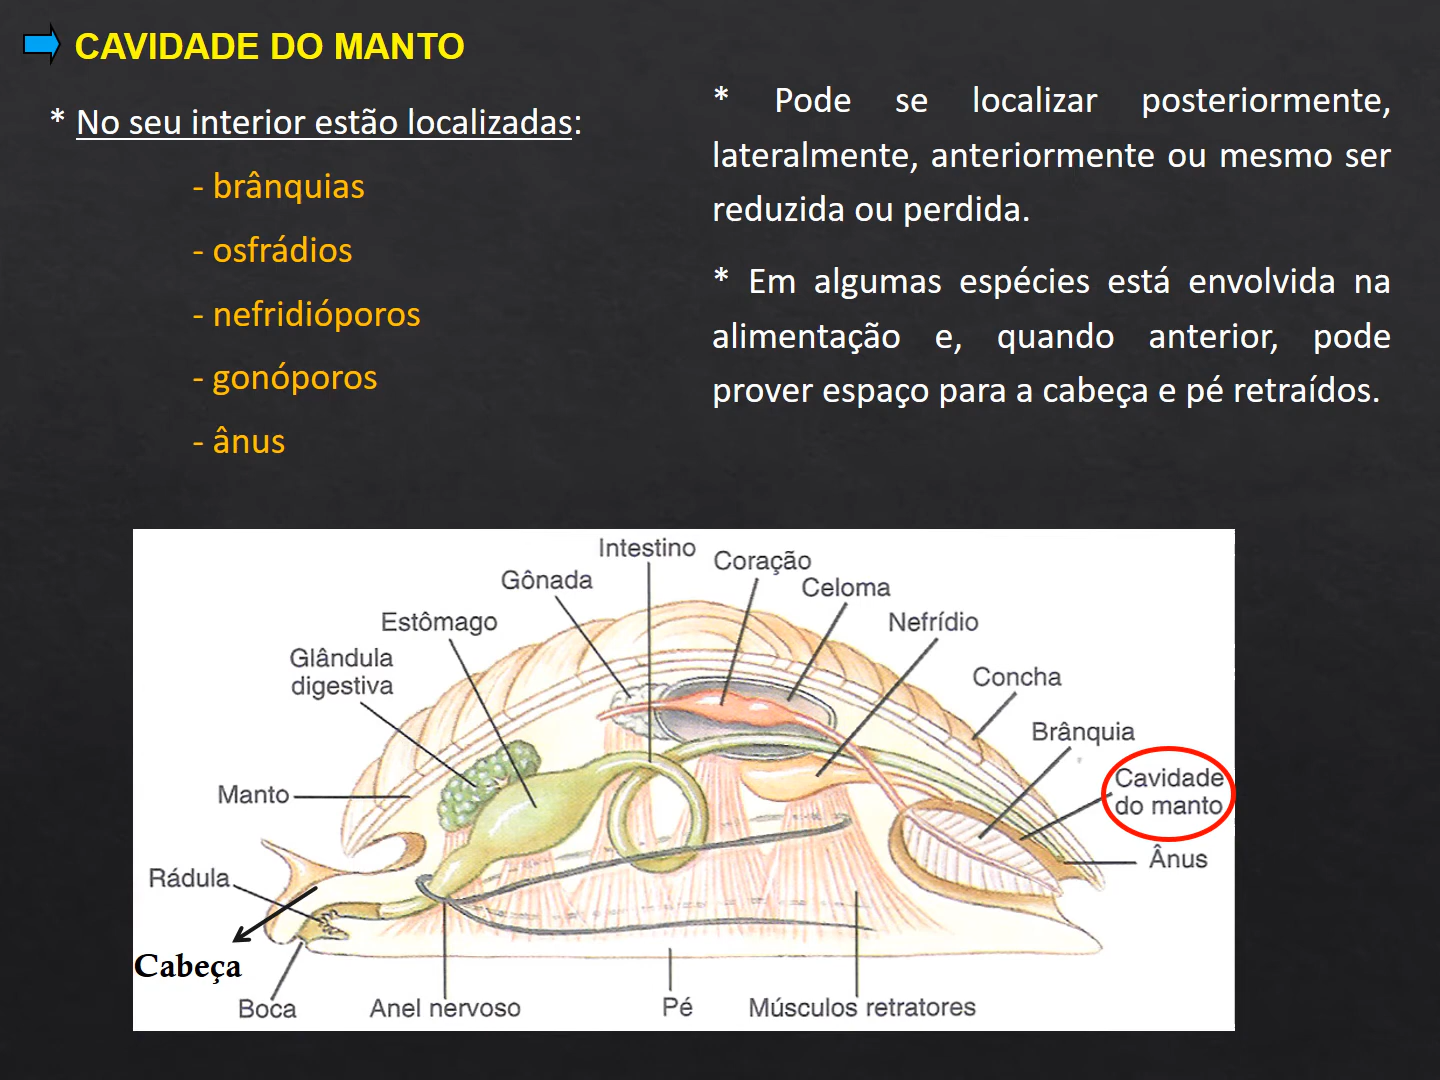 CAVIDADE DO MANTO
* No seu interior estão localizadas:
- brânquias
- osfrádios
- nefridióporos
- gonóporos
- ânus
* Pode se localizar posteriormente,
lateralmente, anteriormente ou mesmo ser
reduzida ou perdida.
* Em algumas espécies está envolvida na
alimentação e, quando anterior, pode
prover espaço para a cabeça e pé retraídos.
Intestino
Coração
Gônada
Celoma
Estômago
Nefrídio
Glândula
digestiva
Concha
Brânquia
Manto
Cavidade
do manto
Ânus
Rádula
Cabeça
Boca
Anel nervoso
Pé
Músculos retratores